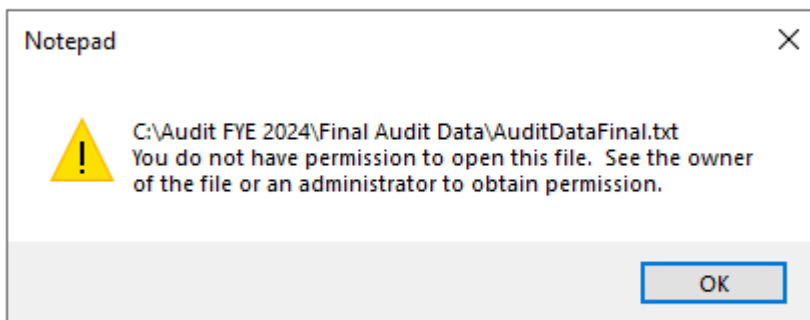 Notepad
C:\Audit FYE 2024\Final Audit Data\AuditDataFinal.txt
You do not have permission to open this file.  See the owner
of the file or an administrator to obtain permission.
OK